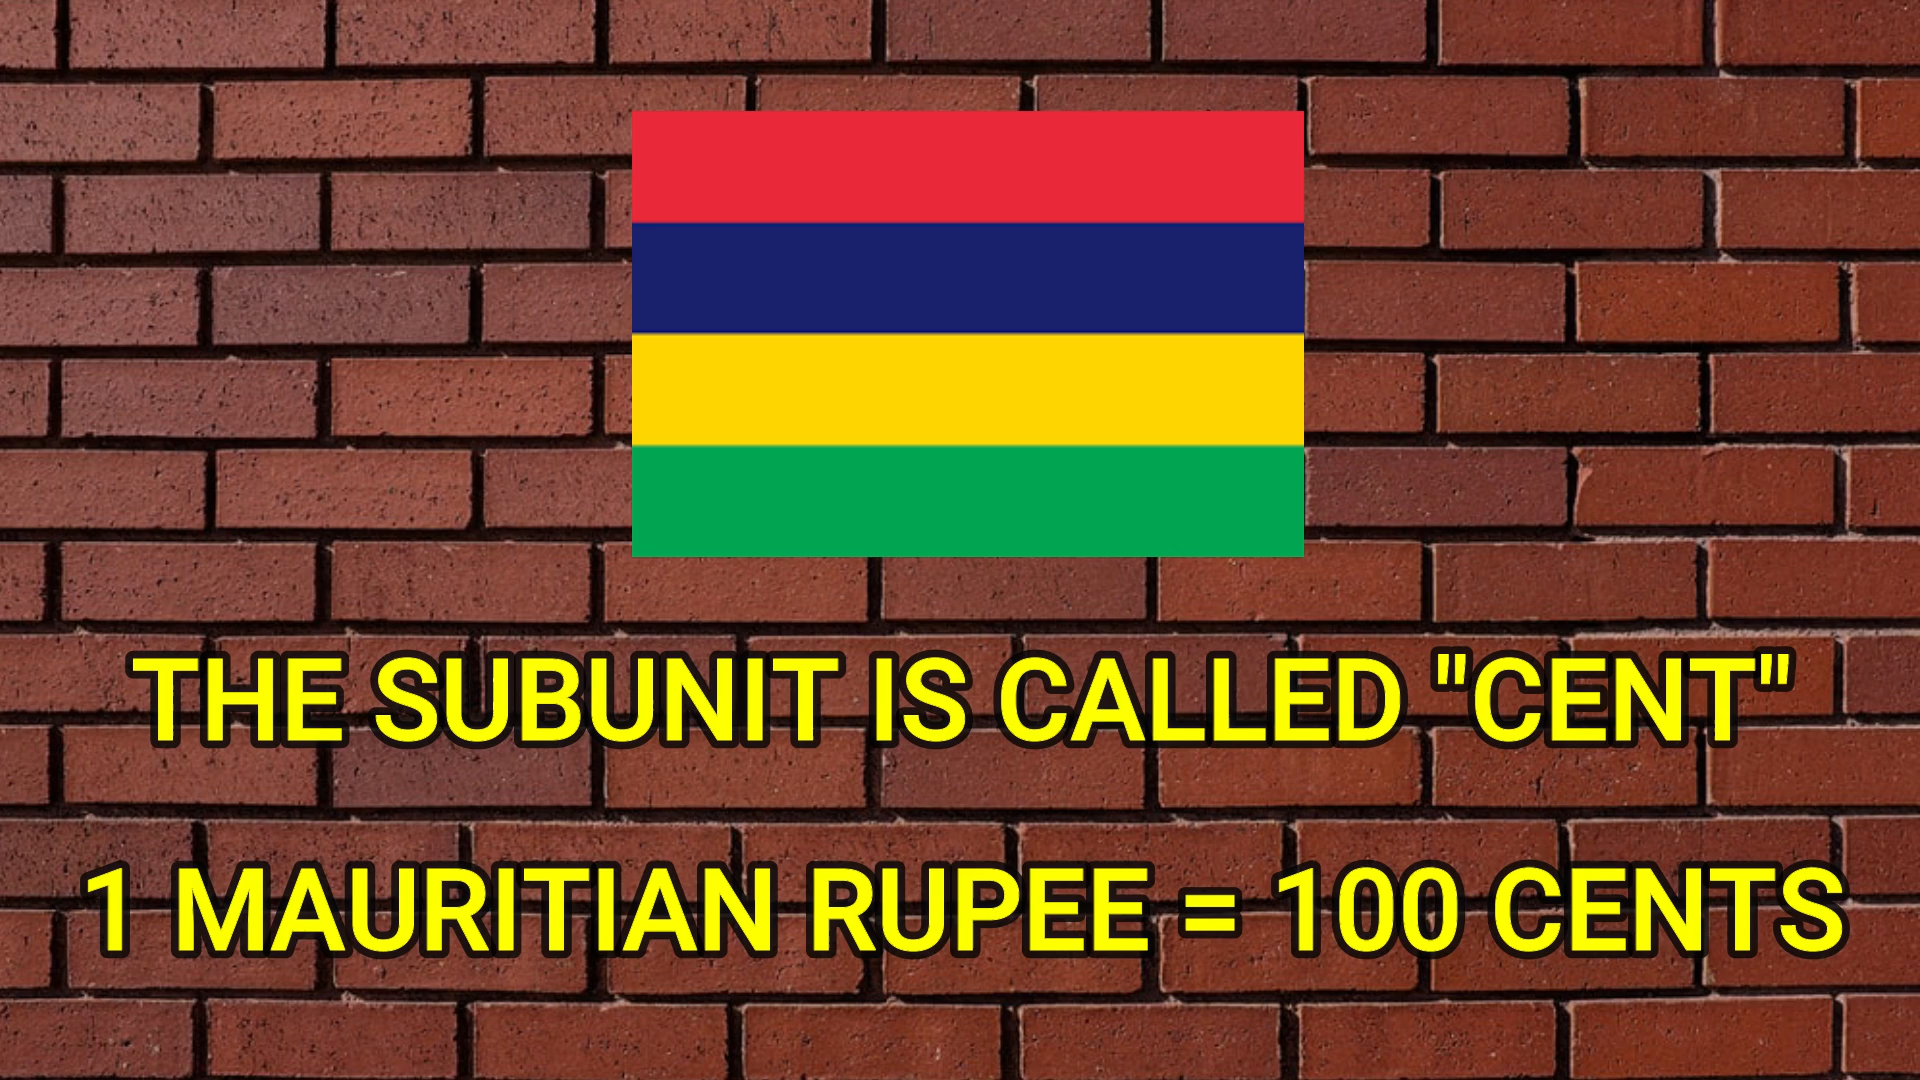 THE SUBUNIT IS CALLED "CENT"
1 MAURITIAN RUPEE = 100 CENTS